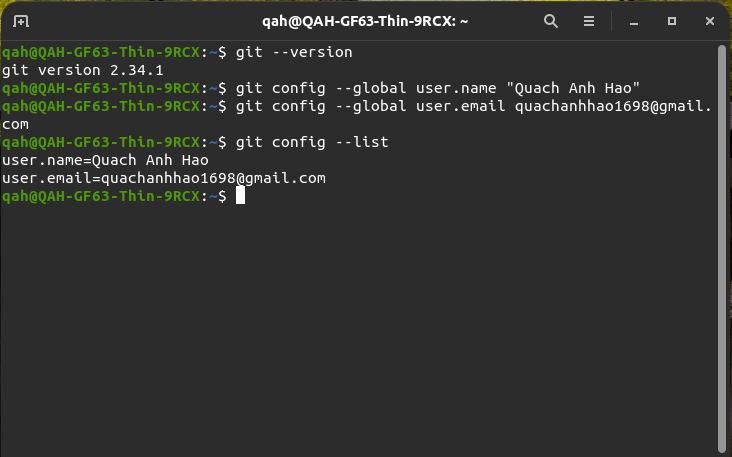 qah@QAH-GF63-Thin-9RCX: ~
qah@QAH-GF63-Thin-9RCX:~$ git --version
git version 2.34.1
qah@QAH-GF63-Thin-9RCX:~$ git config --global user.name "Quach Anh Hao"
qah@QAH-GF63-Thin-9RCX:~$ git config --global user.email quachanhhao1698@gmail.
com
qah@QAH-GF63-Thin-9RCX:~$ git config --list
user.name=Quach Anh Hao
user.email=quachanhhao1698@gmail.com
qah@QAH-GF63-Thin-9RCX:~$